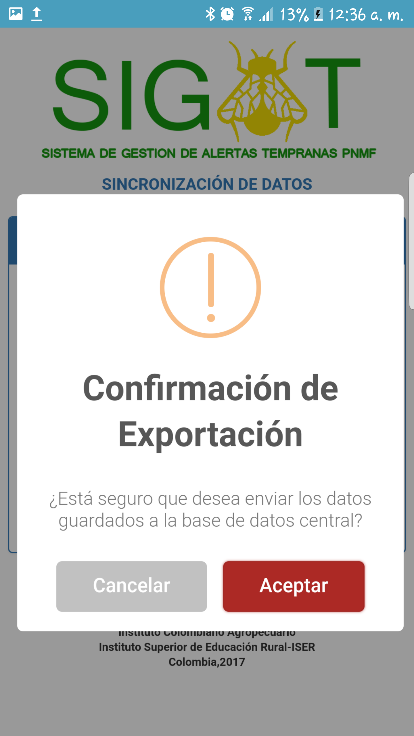 13% 12:36 a. m.
SIGAT
SISTEMA DE GESTION DE ALERTAS TEMPRANAS PNMF
SINCRONIZACIÓN DE DATOS
Confirmación de
Exportación
¿Está seguro que desea enviar los datos
guardados a la base de datos central?
Cancelar Aceptar
Instituto Colombiano Agropecuario
Instituto Superior de Educación Rural-ISER
Colombia,2017